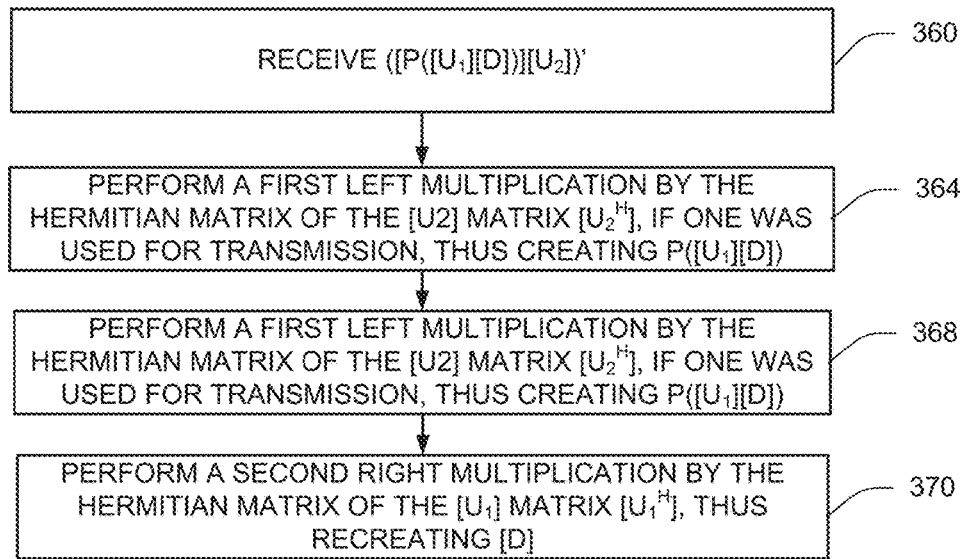 RECEIVE ([P([U₁][D])][U₂])’
360
PERFORM A FIRST LEFT MULTIPLICATION BY THE
HERMITIAN MATRIX OF THE [U2] MATRIX [U₂ᴴ], IF ONE WAS
USED FOR TRANSMISSION, THUS CREATING P([U₁][D])
364
PERFORM A FIRST LEFT MULTIPLICATION BY THE
HERMITIAN MATRIX OF THE [U2] MATRIX [U₂ᴴ], IF ONE WAS
USED FOR TRANSMISSION, THUS CREATING P([U₁][D])
368
PERFORM A SECOND RIGHT MULTIPLICATION BY THE
HERMITIAN MATRIX OF THE [U₁] MATRIX [U₁ᴴ], THUS
RECREATING [D]
370